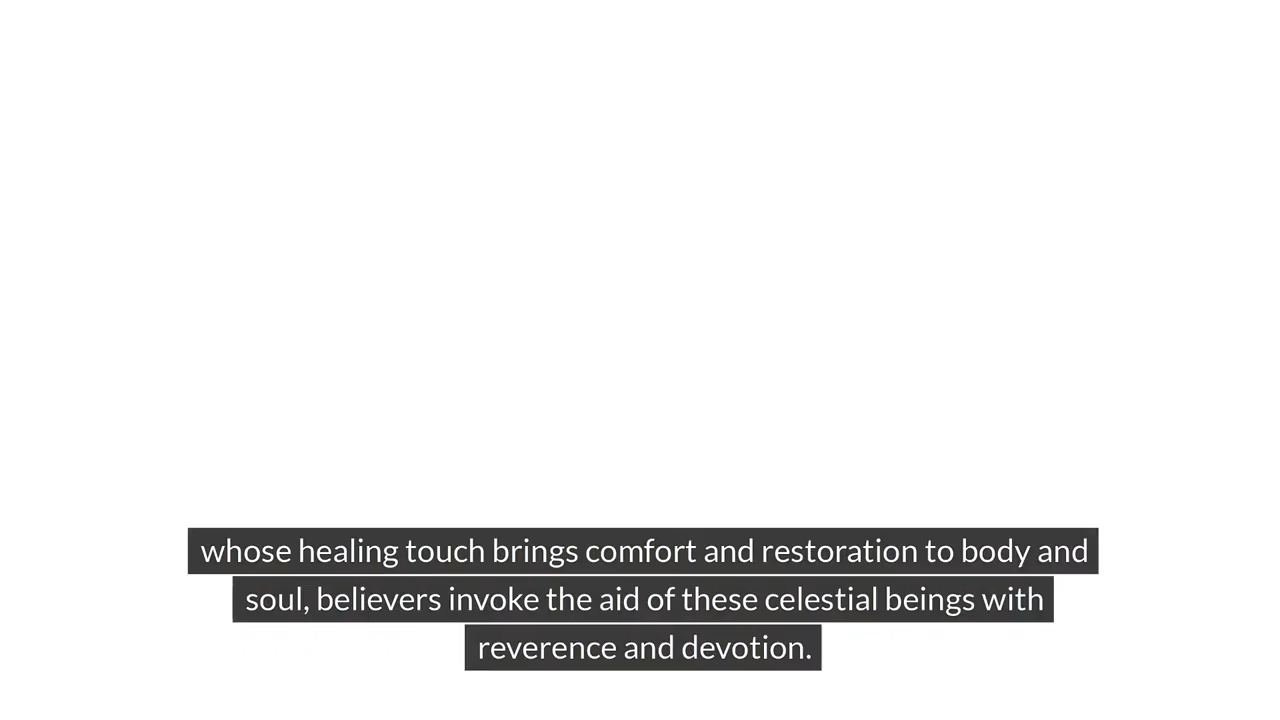 whose healing touch brings comfort and restoration to body and
soul, believers invoke the aid of these celestial beings with
reverence and devotion.